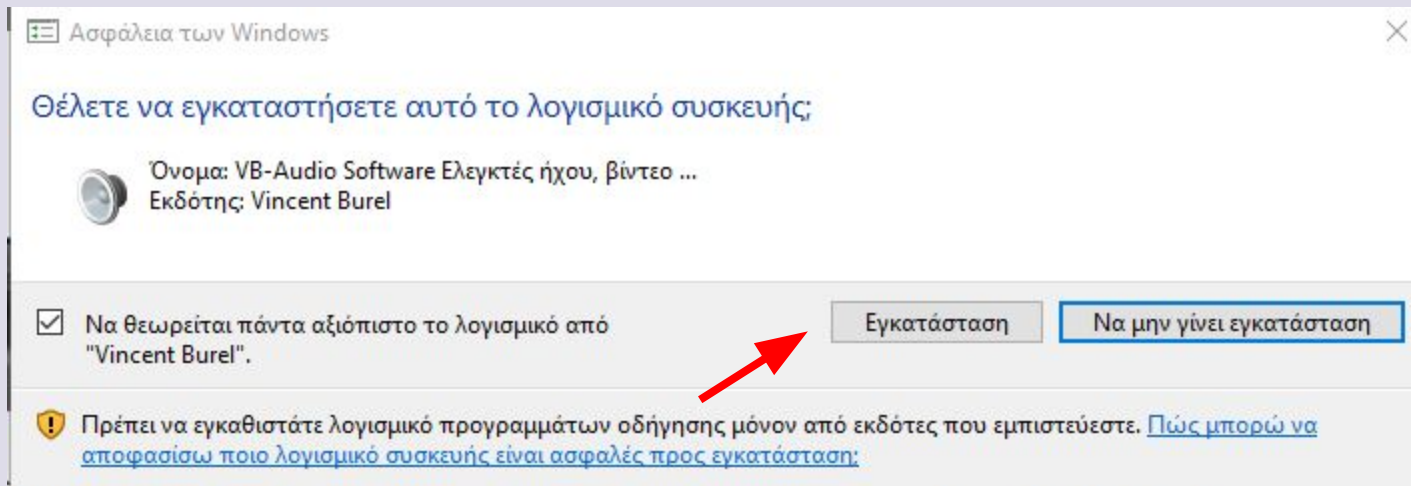 Ασφάλεια των Windows
Θέλετε να εγκαταστήσετε αυτό το λογισμικό συσκευής;
Όνομα: VB-Audio Software Ελεγκτές ήχου, βίντεο ...
Εκδότης: Vincent Burel
Να θεωρείται πάντα αξιόπιστο το λογισμικό από
"Vincent Burel".
Εγκατάσταση
Να μην γίνει εγκατάσταση
Πρέπει να εγκαθιστάτε λογισμικό προγραμμάτων οδήγησης μόνον από εκδότες που εμπιστεύεστε. Πώς μπορώ να
αποφασίσω ποιο λογισμικό συσκευής είναι ασφαλές προς εγκατάσταση;